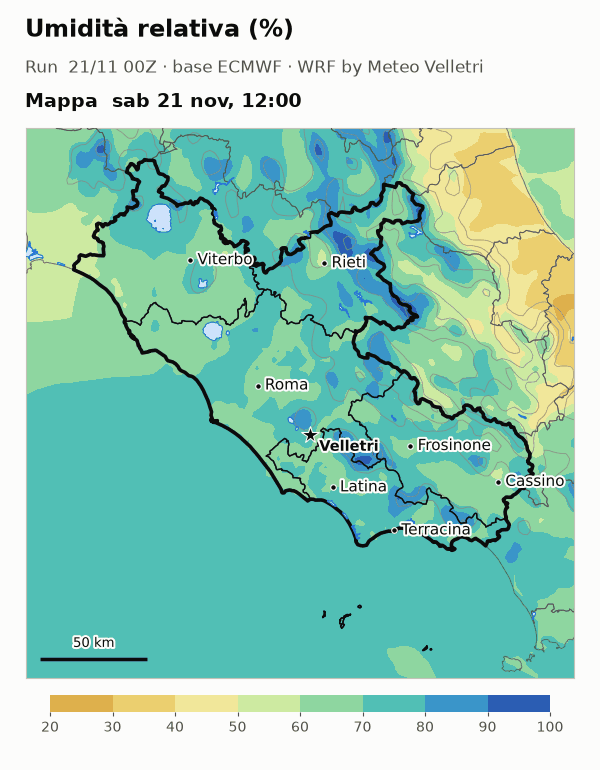 Umidità relativa (%)
Run 21/11 00Z · base ECMWF · WRF by Meteo Velletri
Mappa sab 21 nov, 12:00
Viterbo
Rieti
Roma
Velletri
Frosinone
Cassino
Latina
Terracina
50 km
20 30 40 50 60 70 80 90 100